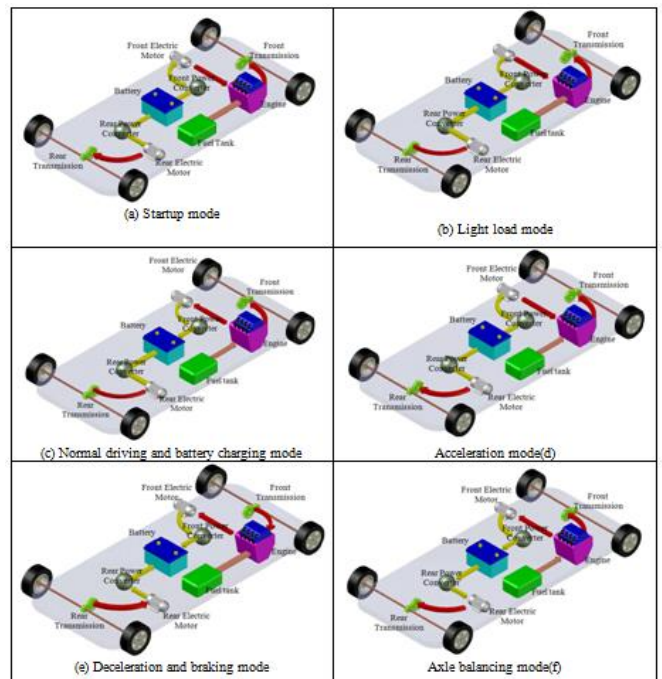 Front Electric
Motor
Front
Transmission
Battery
Front Power
Converter
Engine
Rear Power
Converter
Fuel Tank
Rear
Transmission
Rear Electric
Motor
(a) Startup mode
Front Electric
Motor
Front
Transmission
Battery
Front Power
Converter
Engine
Rear Power
Converter
Fuel Tank
Rear
Transmission
Rear Electric
Motor
(b) Light load mode
Front Electric
Motor
Front
Transmission
Battery
Front Power
Converter
Engine
Rear Power
Converter
Fuel tank
Rear
Transmission
Rear Electric
Motor
(c) Normal driving and battery charging mode
Front Electric
Motor
Front
Transmission
Battery
Front Power
Converter
Engine
Rear Power
Converter
Fuel tank
Rear
Transmission
Rear Electric
Motor
Acceleration mode(d)
Front Electric
Motor
Front
Transmission
Battery
Front Power
Converter
Engine
Rear Power
Converter
Fuel tank
Rear
Transmission
Rear Electric
Motor
(e) Deceleration and braking mode
Front Electric
Motor
Front
Transmission
Battery
Front Power
Converter
Engine
Rear Power
Converter
Fuel tank
Rear
Transmission
Rear Electric
Motor
Axle balancing mode(f)